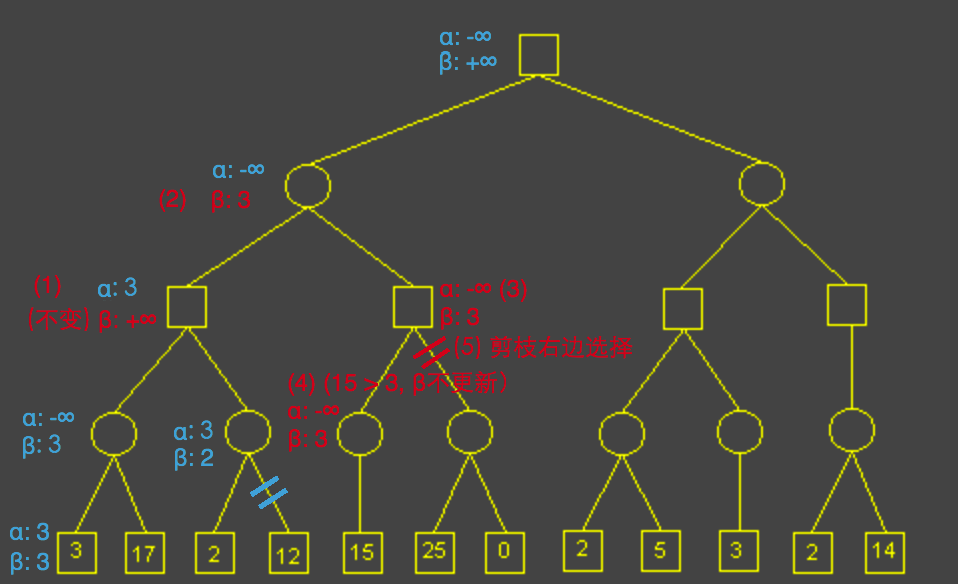 α: -∞
β: +∞
α: -∞
(2) β: 3
(1) α: 3
(不变) β: +∞
α: -∞ (3)
β: 3
(5) 剪枝右边选择
(4) (15 > 3, β不更新)
α: -∞
β: 3
α: -∞
β: 3
α: 3
β: 2
α: 3
β: 3
3 17 2 12 15 25 0 2 5 3 2 14